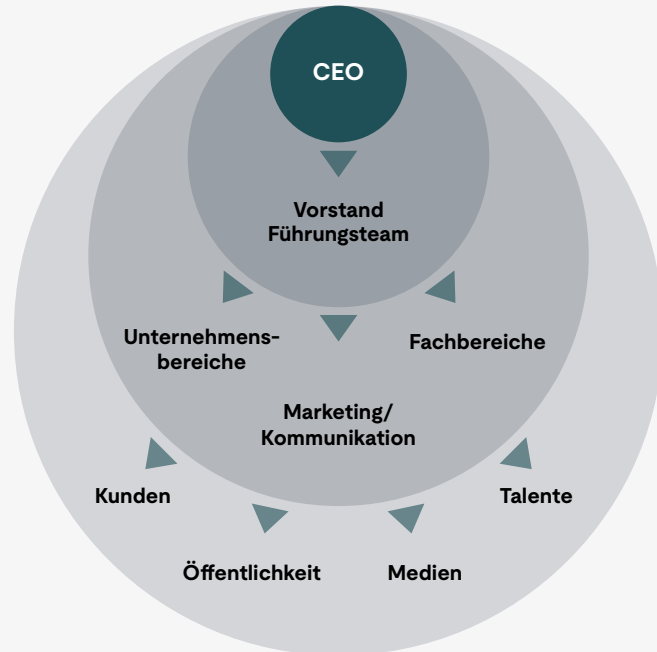 CEO
Vorstand
Führungsteam
Unternehmens-
bereiche
Fachbereiche
Marketing/
Kommunikation
Kunden
Talente
Öffentlichkeit
Medien